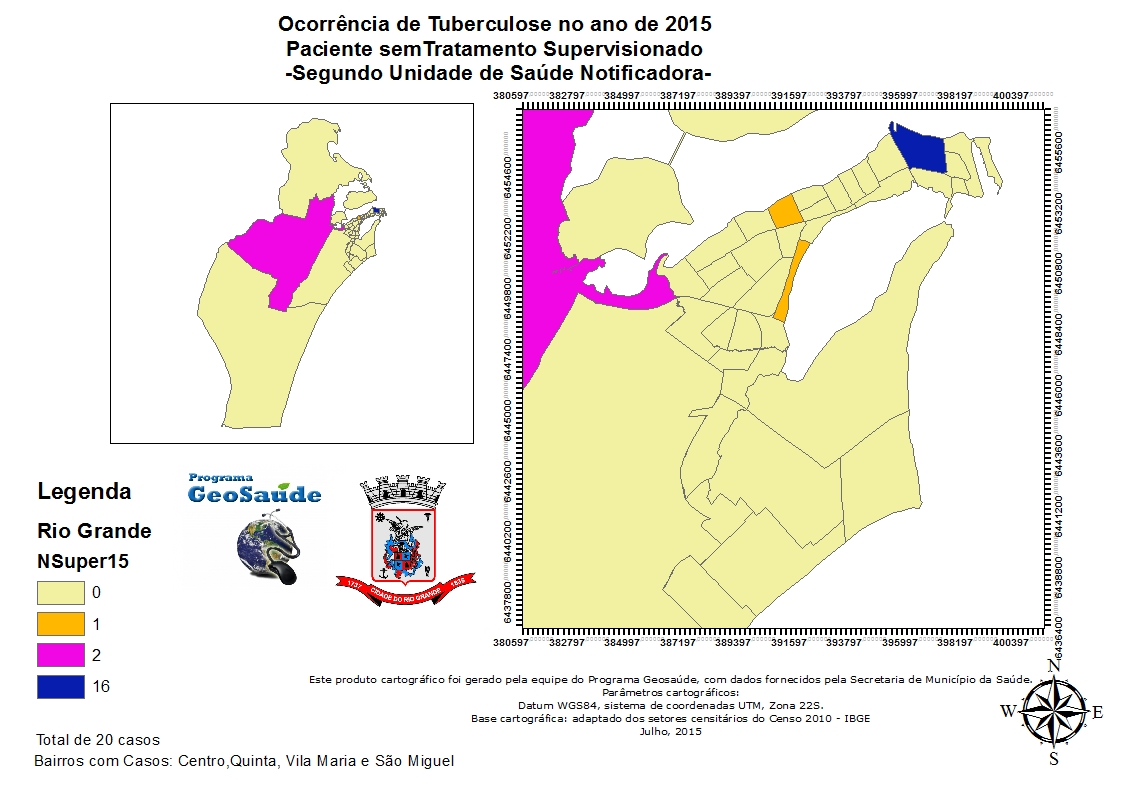 Ocorrência de Tuberculose no ano de 2015
Paciente semTratamento Supervisionado
-Segundo Unidade de Saúde Notificadora-
380597 382797 384997 387197 389397 391597 393797 395997 398197 400397
6454600 6452200 6449800 6447400 6445000 6442600 6440200 6437800
6455600 6453200 6450800 6448400 6446000 6443600 6441200 6438800 6436400
380597 382797 384997 387197 389397 391597 393797 395997 398197 400397
Legenda
Rio Grande
NSuper15
0
1
2
16
Programa
GeoSaúde
1737 CIDADE DO RIO GRANDE 1835
Este produto cartográfico foi gerado pela equipe do Programa Geosaúde, com dados fornecidos pela Secretaria de Município da Saúde.
Parâmetros cartográficos:
Datum WGS84, sistema de coordenadas UTM, Zona 22S.
Base cartográfica: adaptado dos setores censitários do Censo 2010 - IBGE
Julho, 2015
N
W E
S
Total de 20 casos
Bairros com Casos: Centro,Quinta, Vila Maria e São Miguel